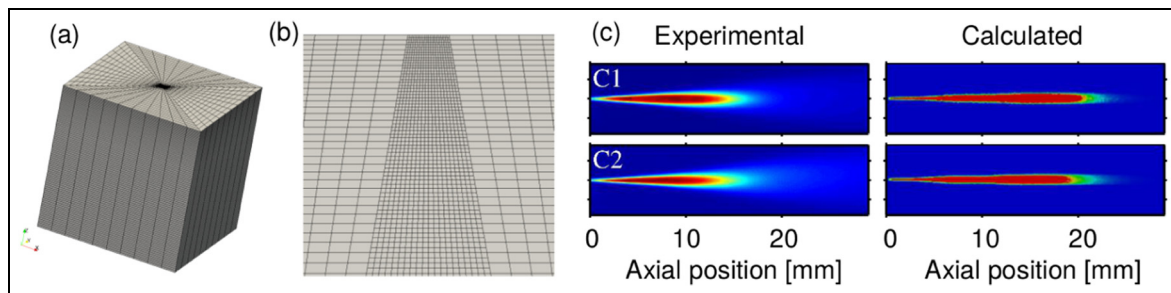 (a)
(b)
(c)
Experimental
Calculated
C1
C2
0
10
20
0
10
20
Axial position [mm]
Axial position [mm]